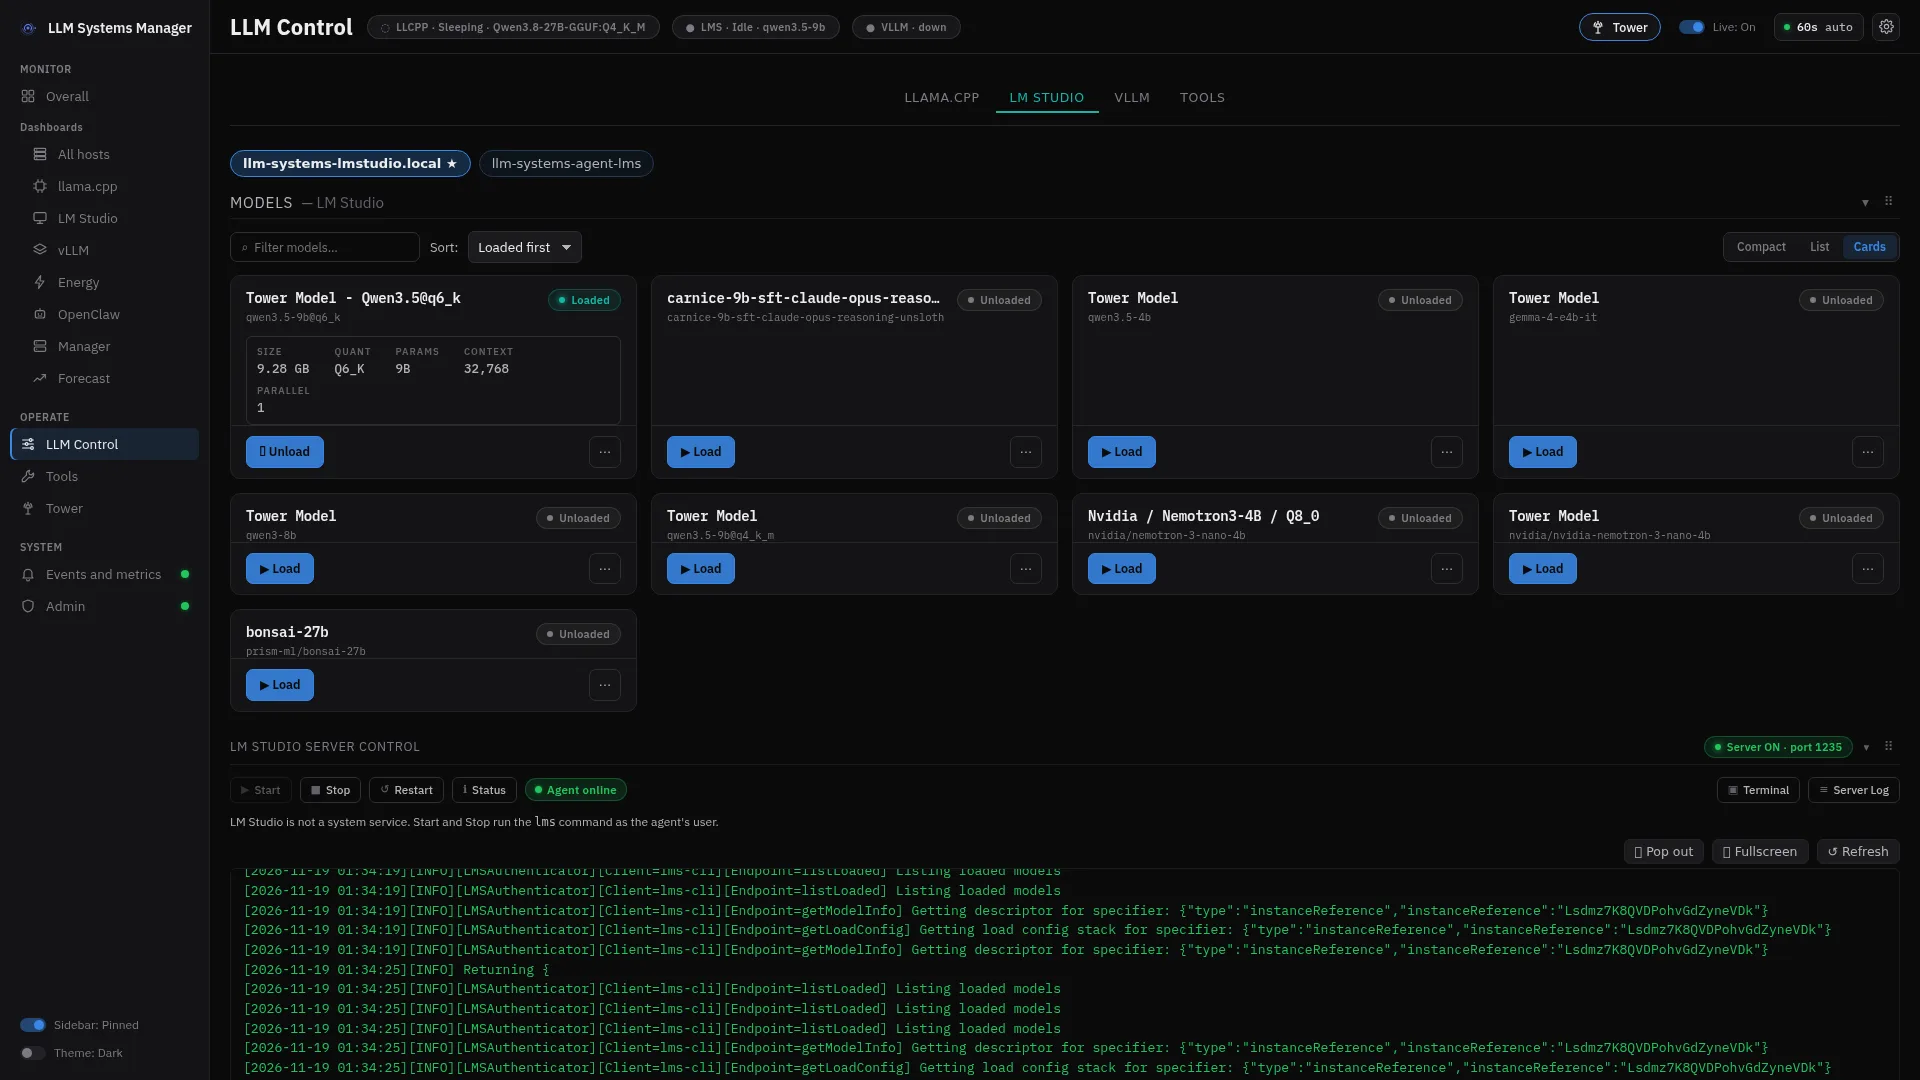 LLM Systems Manager
MONITOR
Overall
Dashboards
All hosts
llama.cpp
LM Studio
vLLM
Energy
OpenClaw
Manager
Forecast
OPERATE
LLM Control
Tools
Tower
SYSTEM
Events and metrics
Admin
Sidebar: Pinned
Theme: Dark
LLM Control
LLCPP · Sleeping · Qwen3.8-27B-GGUF:Q4_K_M
LMS · Idle · qwen3.5-9b
VLLM · down
Tower
Live: On
60s auto
LLAMA.CPP
LM STUDIO
VLLM
TOOLS
llm-systems-lmstudio.local ★
llm-systems-agent-lms
MODELS — LM Studio
Filter models...
Sort:
Loaded first
Compact
List
Cards
Tower Model - Qwen3.5@q6_k
Loaded
qwen3.5-9b@q6_k
SIZE QUANT PARAMS CONTEXT
9.28 GB Q6_K 9B 32,768
PARALLEL
1
Unload
...
carnice-9b-sft-claude-opus-reaso…
Unloaded
carnice-9b-sft-claude-opus-reasoning-unsloth
▶ Load
...
Tower Model
Unloaded
qwen3.5-4b
▶ Load
...
Tower Model
Unloaded
gemma-4-e4b-it
▶ Load
...
Tower Model
Unloaded
qwen3-8b
▶ Load
...
Tower Model
Unloaded
qwen3.5-9b@q4_k_m
▶ Load
...
Nvidia / Nemotron3-4B / Q8_0
Unloaded
nvidia/nemotron-3-nano-4b
▶ Load
...
Tower Model
Unloaded
nvidia/nvidia-nemotron-3-nano-4b
▶ Load
...
bonsai-27b
Unloaded
prism-ml/bonsai-27b
▶ Load
...
LM STUDIO SERVER CONTROL
Server ON · port 1235
▶ Start
■ Stop
↺ Restart
ℹ Status
Agent online
Terminal
≡ Server Log
LM Studio is not a system service. Start and Stop run the lms command as the agent's user.
Pop out
Fullscreen
↺ Refresh
[2026-11-19 01:34:19][INFO][LMSAuthenticator][Client=lms-cli][Endpoint=listLoaded] Listing loaded models
[2026-11-19 01:34:19][INFO][LMSAuthenticator][Client=lms-cli][Endpoint=listLoaded] Listing loaded models
[2026-11-19 01:34:19][INFO][LMSAuthenticator][Client=lms-cli][Endpoint=getModelInfo] Getting descriptor for specifier: {"type":"instanceReference","instanceReference":"Lsdmz7K8QVDPohvGdZyneVDk"}
[2026-11-19 01:34:19][INFO][LMSAuthenticator][Client=lms-cli][Endpoint=getLoadConfig] Getting load config stack for specifier: {"type":"instanceReference","instanceReference":"Lsdmz7K8QVDPohvGdZyneVDk"}
[2026-11-19 01:34:19][INFO][LMSAuthenticator][Client=lms-cli][Endpoint=getModelInfo] Getting descriptor for specifier: {"type":"instanceReference","instanceReference":"Lsdmz7K8QVDPohvGdZyneVDk"}
[2026-11-19 01:34:25][INFO] Returning {
[2026-11-19 01:34:25][INFO][LMSAuthenticator][Client=lms-cli][Endpoint=listLoaded] Listing loaded models
[2026-11-19 01:34:25][INFO][LMSAuthenticator][Client=lms-cli][Endpoint=listLoaded] Listing loaded models
[2026-11-19 01:34:25][INFO][LMSAuthenticator][Client=lms-cli][Endpoint=listLoaded] Listing loaded models
[2026-11-19 01:34:25][INFO][LMSAuthenticator][Client=lms-cli][Endpoint=getModelInfo] Getting descriptor for specifier: {"type":"instanceReference","instanceReference":"Lsdmz7K8QVDPohvGdZyneVDk"}
[2026-11-19 01:34:25][INFO][LMSAuthenticator][Client=lms-cli][Endpoint=getLoadConfig] Getting load config stack for specifier: {"type":"instanceReference","instanceReference":"Lsdmz7K8QVDPohvGdZyneVDk"}